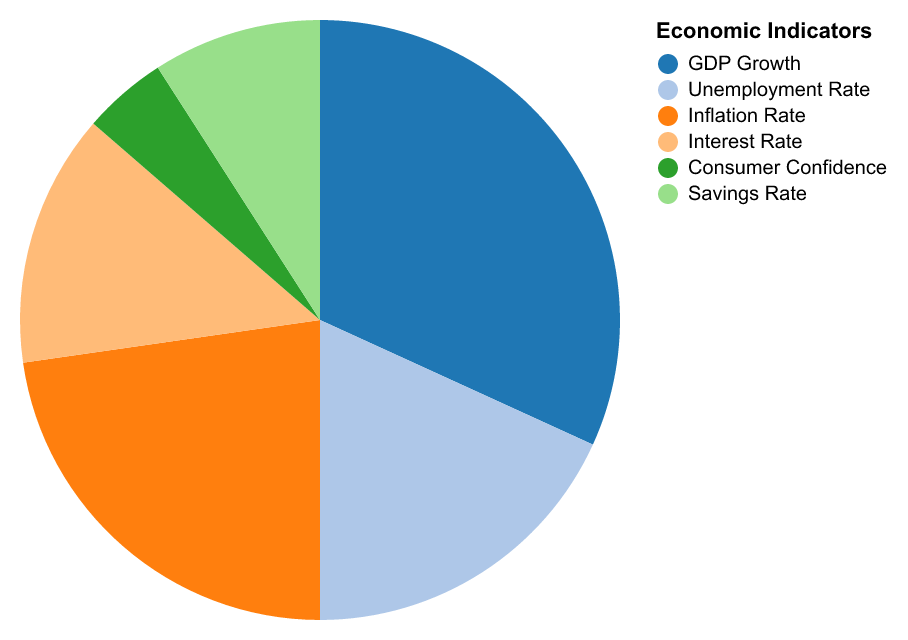 Economic Indicators
GDP Growth
Unemployment Rate
Inflation Rate
Interest Rate
Consumer Confidence
Savings Rate